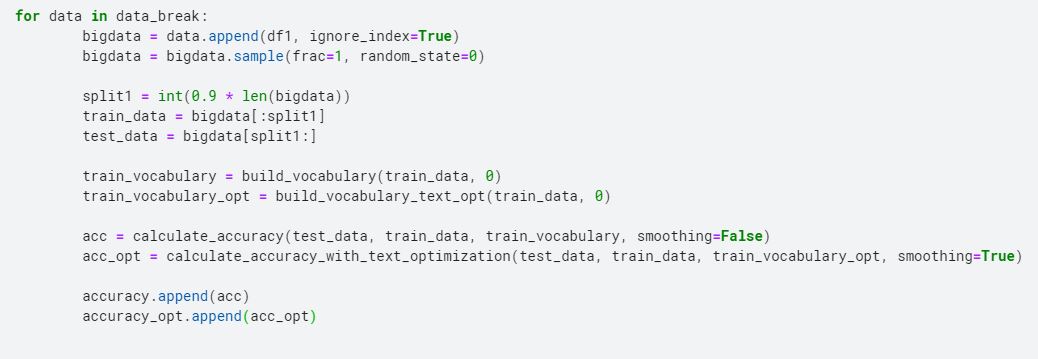 for data in data_break:
        bigdata = data.append(df1, ignore_index=True)
        bigdata = bigdata.sample(frac=1, random_state=0)

        split1 = int(0.9 * len(bigdata))
        train_data = bigdata[:split1]
        test_data = bigdata[split1:]

        train_vocabulary = build_vocabulary(train_data, 0)
        train_vocabulary_opt = build_vocabulary_text_opt(train_data, 0)

        acc = calculate_accuracy(test_data, train_data, train_vocabulary, smoothing=False)
        acc_opt = calculate_accuracy_with_text_optimization(test_data, train_data, train_vocabulary_opt, smoothing=True)

        accuracy.append(acc)
        accuracy_opt.append(acc_opt)